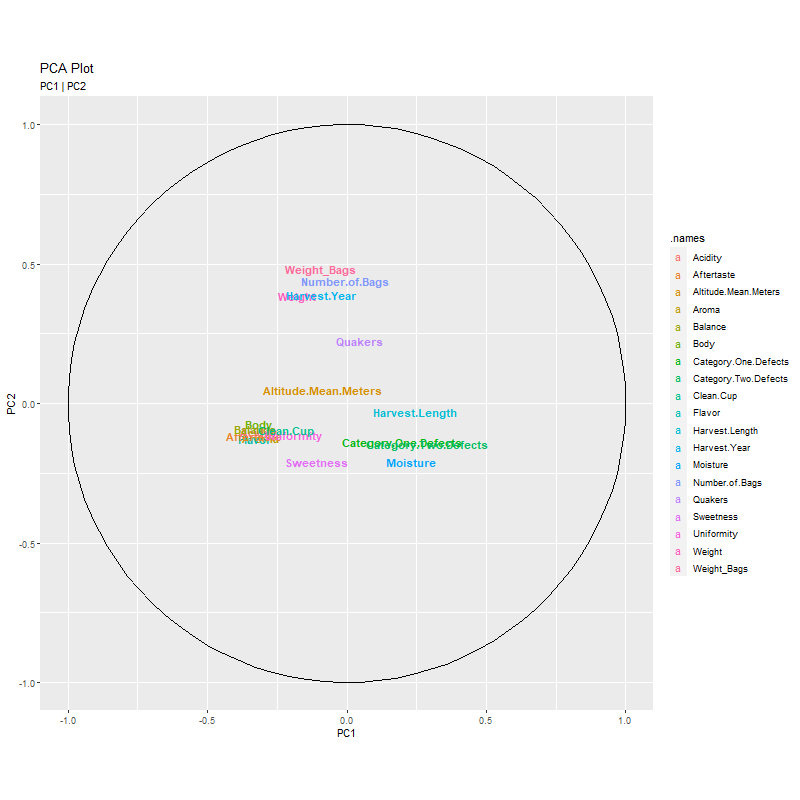 PCA Plot
PC1 | PC2
1.0
0.5
0.0
-0.5
-1.0
PC2
Weight_Bags
Number.of.Bags
Weight
Harvest.Year
Quakers
Altitude.Mean.Meters
Harvest.Length
Body
Balance
Clean.Cup
Uniformity
Flavor
Category.One.Defects
Category.Two.Defects
Sweetness
Moisture
-1.0
-0.5
0.0
0.5
1.0
PC1
.names
a Acidity
a Aftertaste
a Altitude.Mean.Meters
a Aroma
a Balance
a Body
a Category.One.Defects
a Category.Two.Defects
a Clean.Cup
a Flavor
a Harvest.Length
a Harvest.Year
a Moisture
a Number.of.Bags
a Quakers
a Sweetness
a Uniformity
a Weight
a Weight_Bags